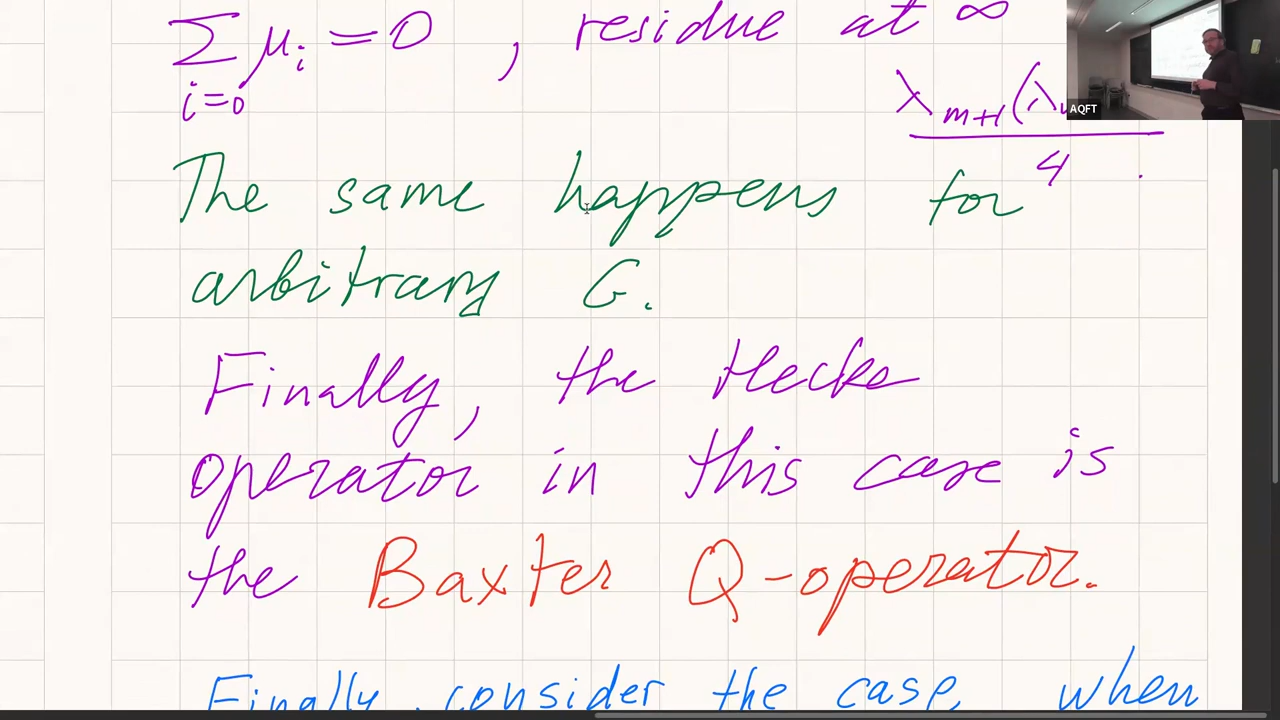 ∑ μᵢ = 0 , residue at ∞
i=0
λ_{m+1}(λ
4 .
AQFT
The same happens for
arbitrary G.
Finally, the Hecke
operator in this case is
the Baxter Q-operator.
Finally, consider the case, when